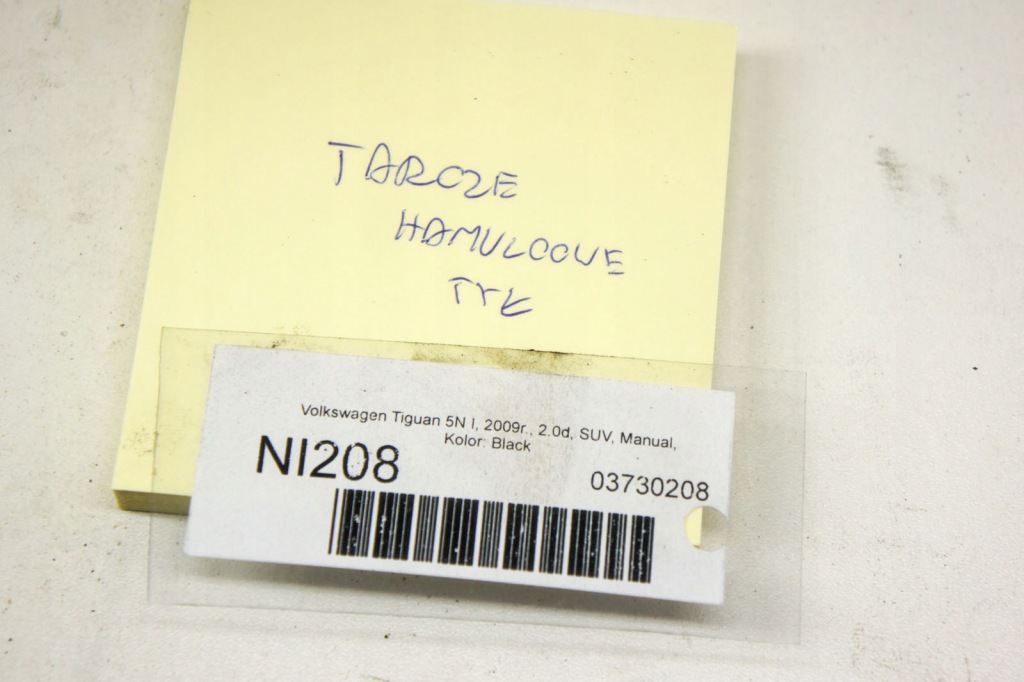 TARCZE
HAMULCOWE
TYŁ
Volkswagen Tiguan 5N I, 2009r., 2.0d, SUV, Manual,
Kolor: Black
NI208
03730208